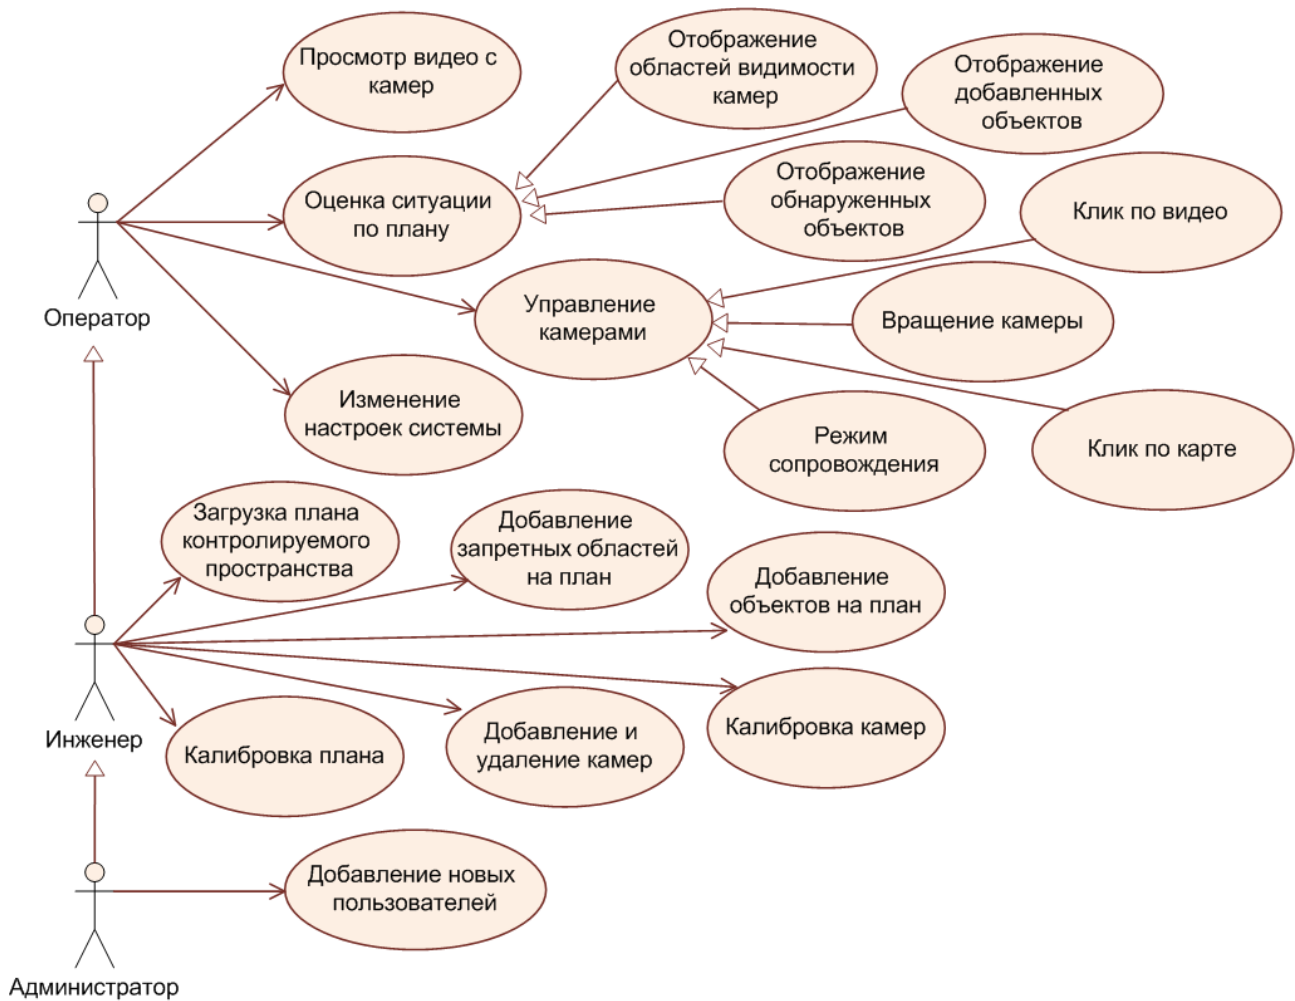 Просмотр видео с
камер
Отображение
областей видимости
камер
Отображение
добавленных
объектов
Оценка ситуации
по плану
Отображение
обнаруженных
объектов
Клик по видео
Оператор
Управление
камерами
Вращение камеры
Изменение
настроек системы
Режим
сопровождения
Клик по карте
Загрузка плана
контролируемого
пространства
Добавление
запретных областей
на план
Добавление
объектов на план
Инженер
Калибровка плана
Добавление и
удаление камер
Калибровка камер
Добавление новых
пользователей
Администратор